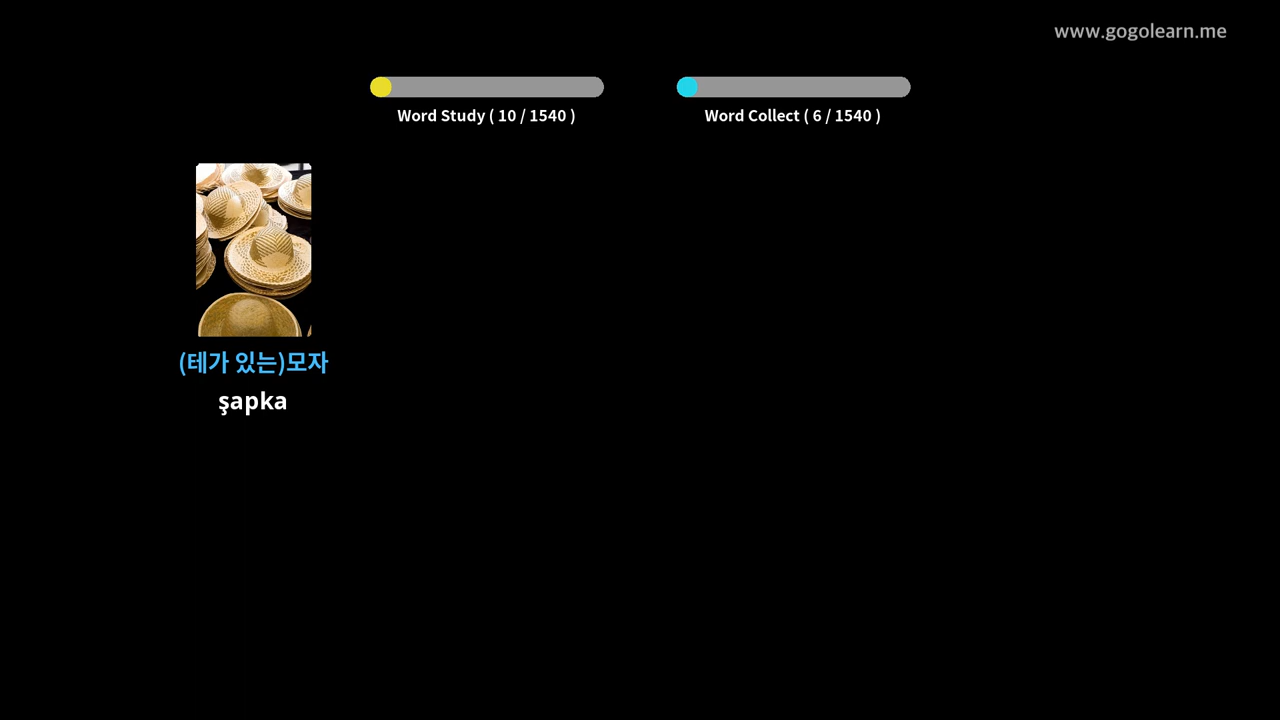 www.gogolearn.me
Word Study ( 10 / 1540 )
Word Collect ( 6 / 1540 )
(테가 있는)모자
şapka